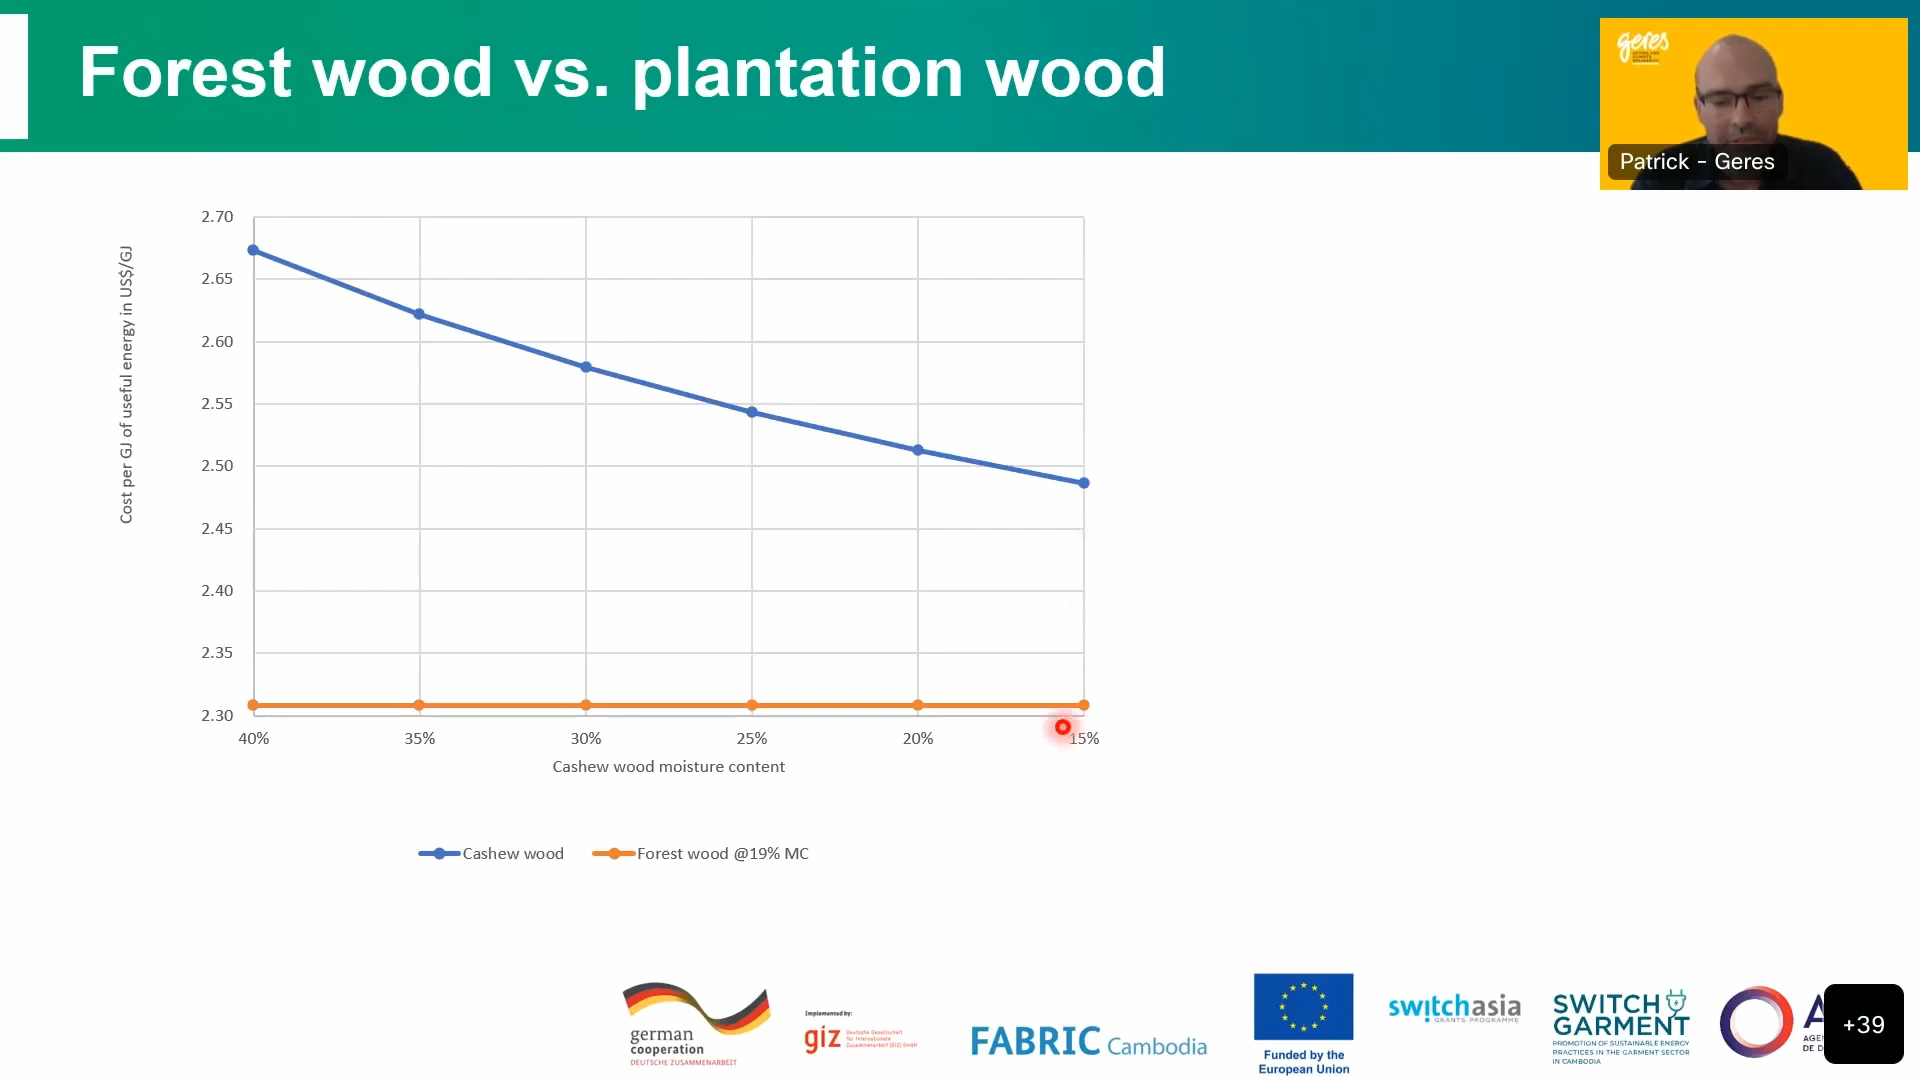 Forest wood vs. plantation wood
geres
Patrick - Geres
Cost per GJ of useful energy in US$/GJ
2.70
2.65
2.60
2.55
2.50
2.45
2.40
2.35
2.30
40%
35%
30%
25%
20%
15%
Cashew wood moisture content
Cashew wood
Forest wood @19% MC
german
cooperation
DEUTSCHE ZUSAMMENARBEIT
Implemented by:
giz
Deutsche Gesellschaft
für Internationale
Zusammenarbeit (GIZ) GmbH
FABRIC Cambodia
Funded by the
European Union
switchasia
GRANTS PROGRAMME
SWITCH
GARMENT
PROMOTION OF SUSTAINABLE ENERGY
PRACTICES IN THE GARMENT SECTOR
IN CAMBODIA
+39